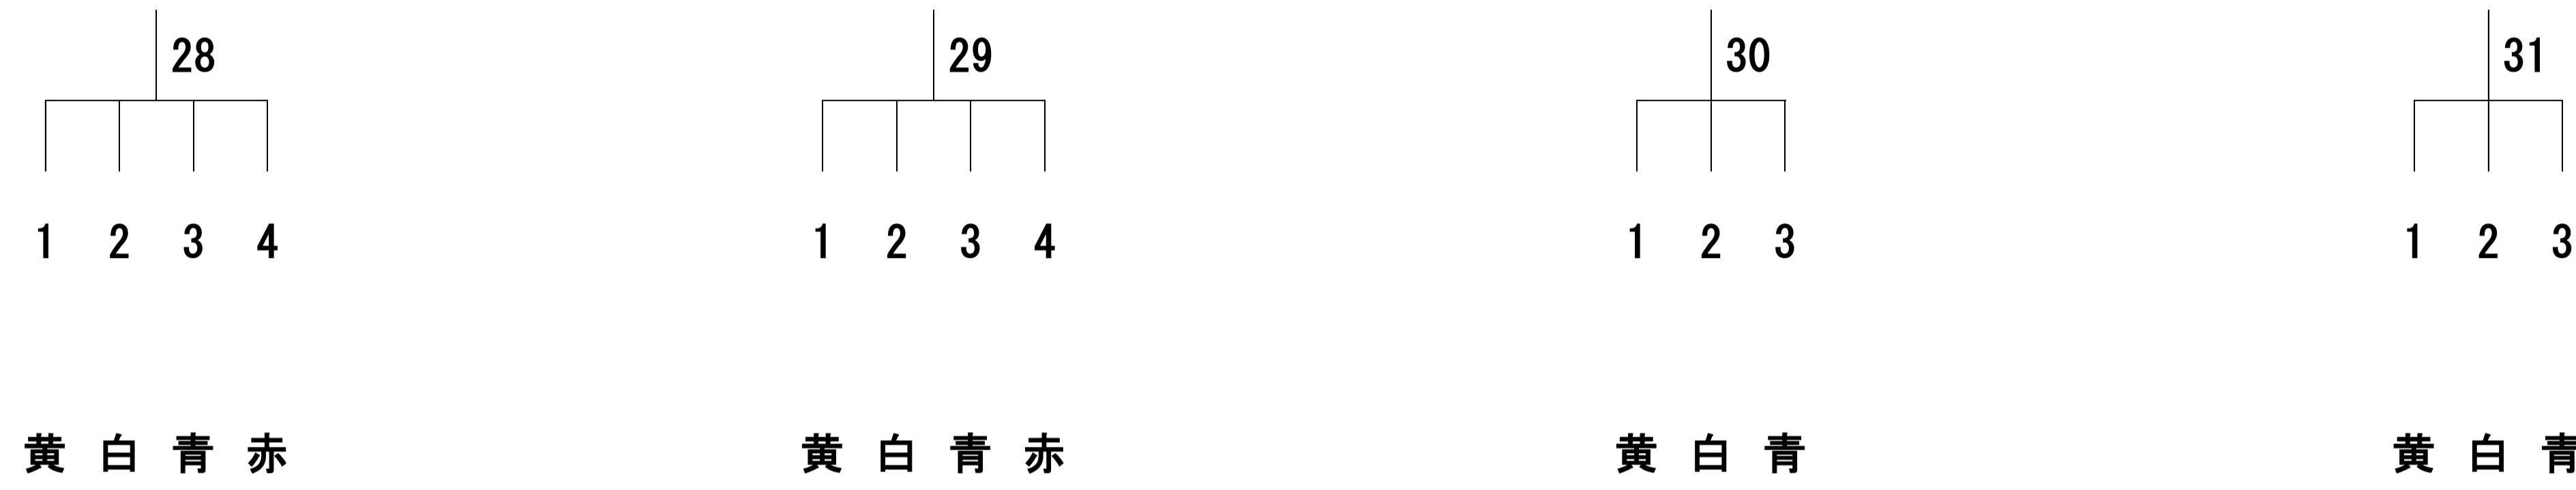 28 29 30 31
1 2 3 4 1 2 3 4 1 2 3 1 2 3
黄 白 青 赤 黄 白 青 赤 黄 白 青 黄 白 青